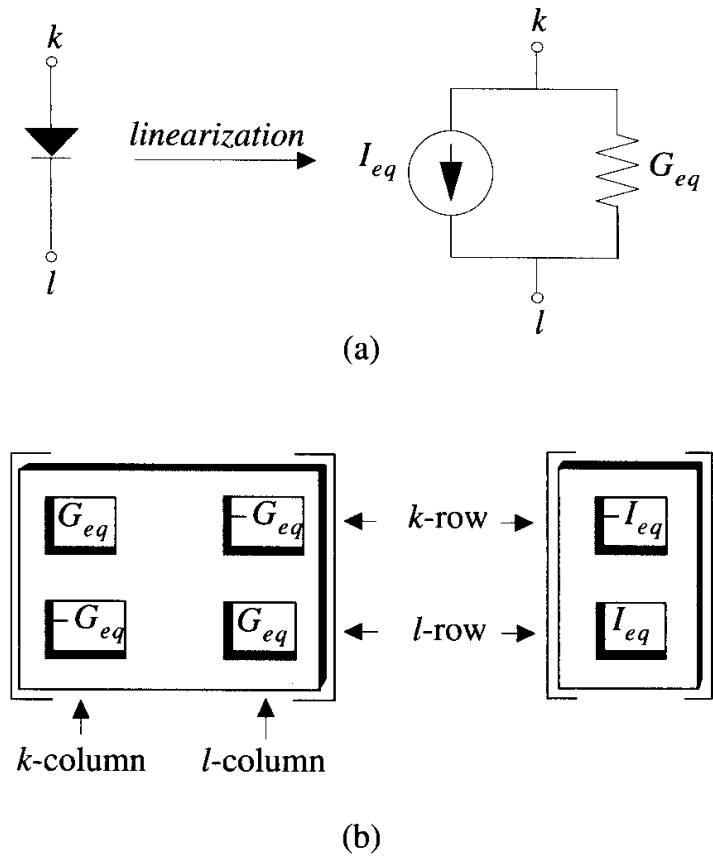 k
k
linearization
I_eq
G_eq
l
l
(a)
G_eq
-G_eq
k-row
-I_eq
-G_eq
G_eq
l-row
I_eq
k-column
l-column
(b)